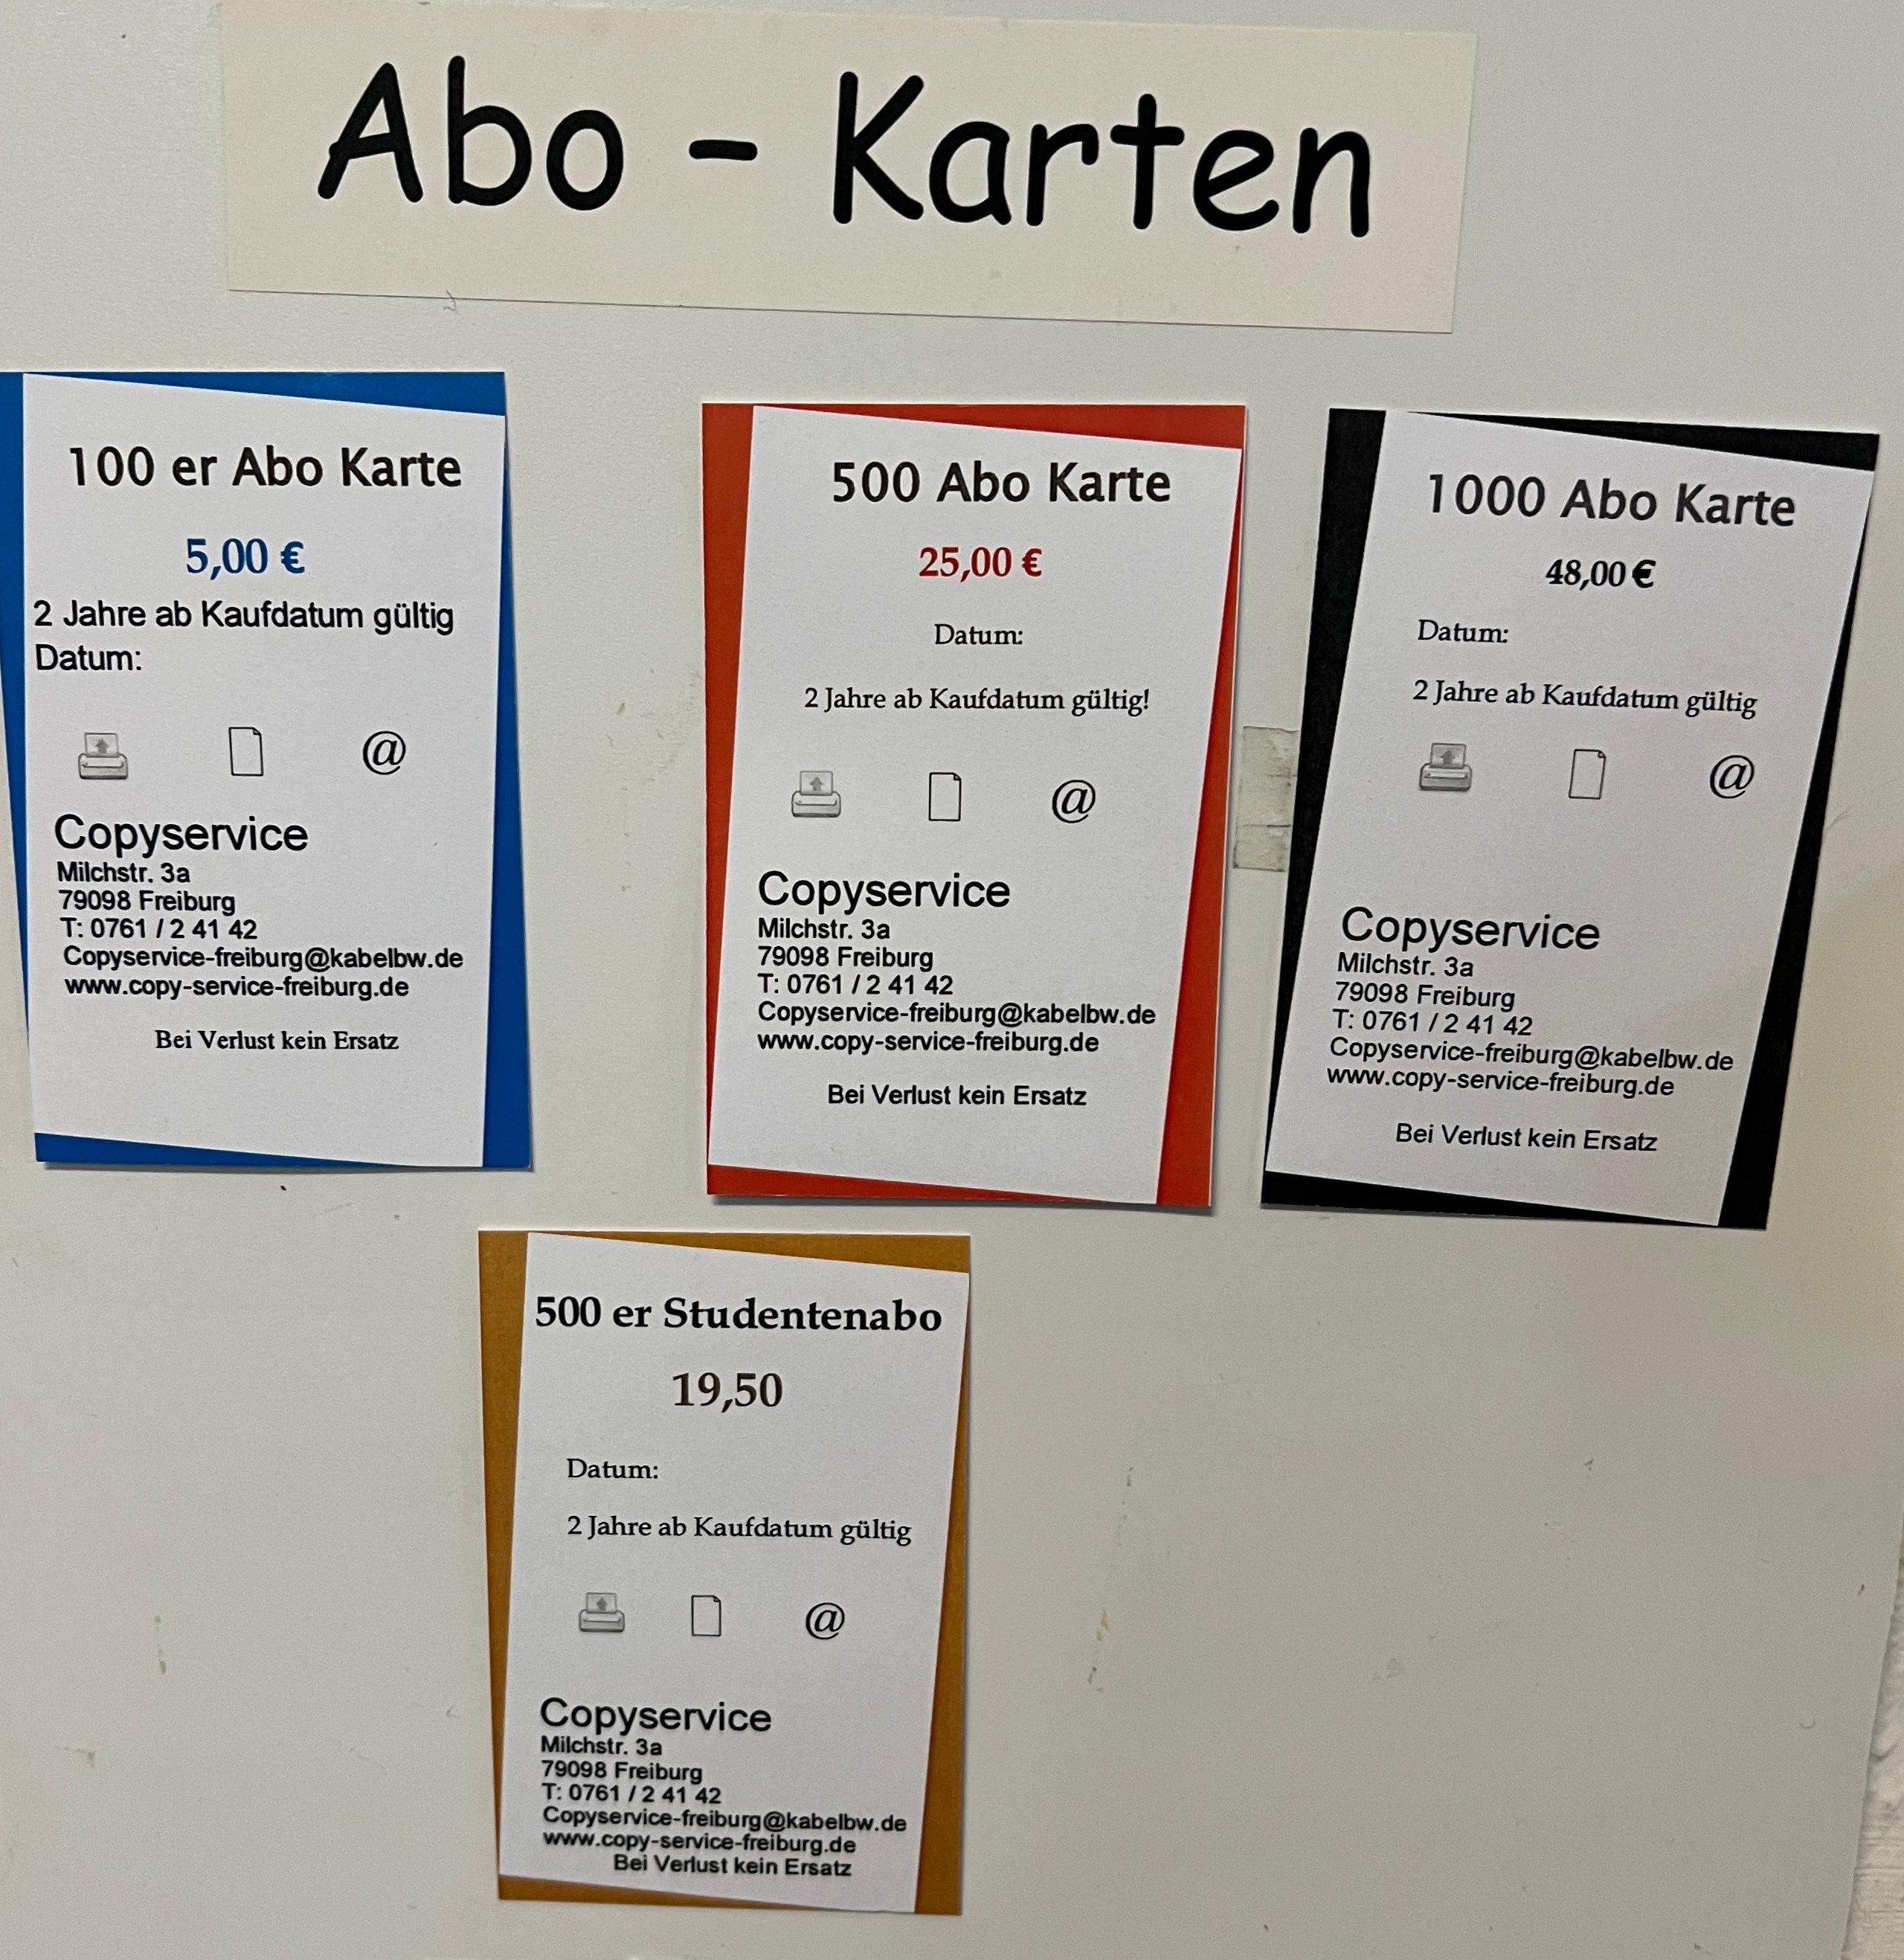 Abo - Karten
100 er Abo Karte
5,00 €
2 Jahre ab Kaufdatum gültig
Datum:
@
Copyservice
Milchstr. 3a
79098 Freiburg
T: 0761 / 2 41 42
Copyservice-freiburg@kabelbw.de
www.copy-service-freiburg.de
Bei Verlust kein Ersatz
500 Abo Karte
25,00 €
Datum:
2 Jahre ab Kaufdatum gültig!
@
Copyservice
Milchstr. 3a
79098 Freiburg
T: 0761 / 2 41 42
Copyservice-freiburg@kabelbw.de
www.copy-service-freiburg.de
Bei Verlust kein Ersatz
1000 Abo Karte
48,00 €
Datum:
2 Jahre ab Kaufdatum gültig
@
Copyservice
Milchstr. 3a
79098 Freiburg
T: 0761 / 2 41 42
Copyservice-freiburg@kabelbw.de
www.copy-service-freiburg.de
Bei Verlust kein Ersatz
500 er Studentenabo
19,50
Datum:
2 Jahre ab Kaufdatum gültig
@
Copyservice
Milchstr. 3a
79098 Freiburg
T: 0761 / 2 41 42
Copyservice-freiburg@kabelbw.de
www.copy-service-freiburg.de
Bei Verlust kein Ersatz